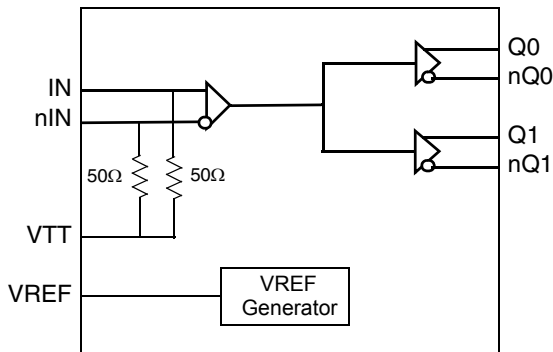 IN
nIN
50Ω
50Ω
VTT
VREF
VREF
Generator
Q0
nQ0
Q1
nQ1